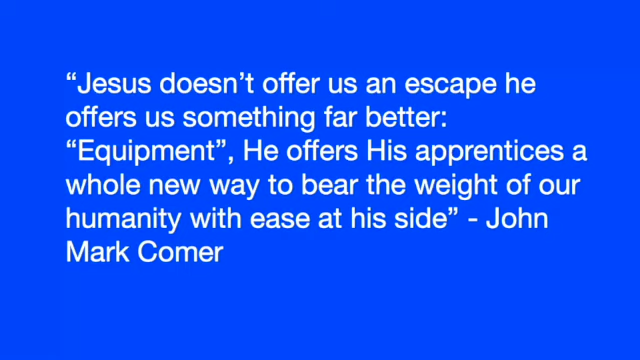 “Jesus doesn’t offer us an escape he
offers us something far better:
“Equipment”, He offers His apprentices a
whole new way to bear the weight of our
humanity with ease at his side” - John
Mark Comer